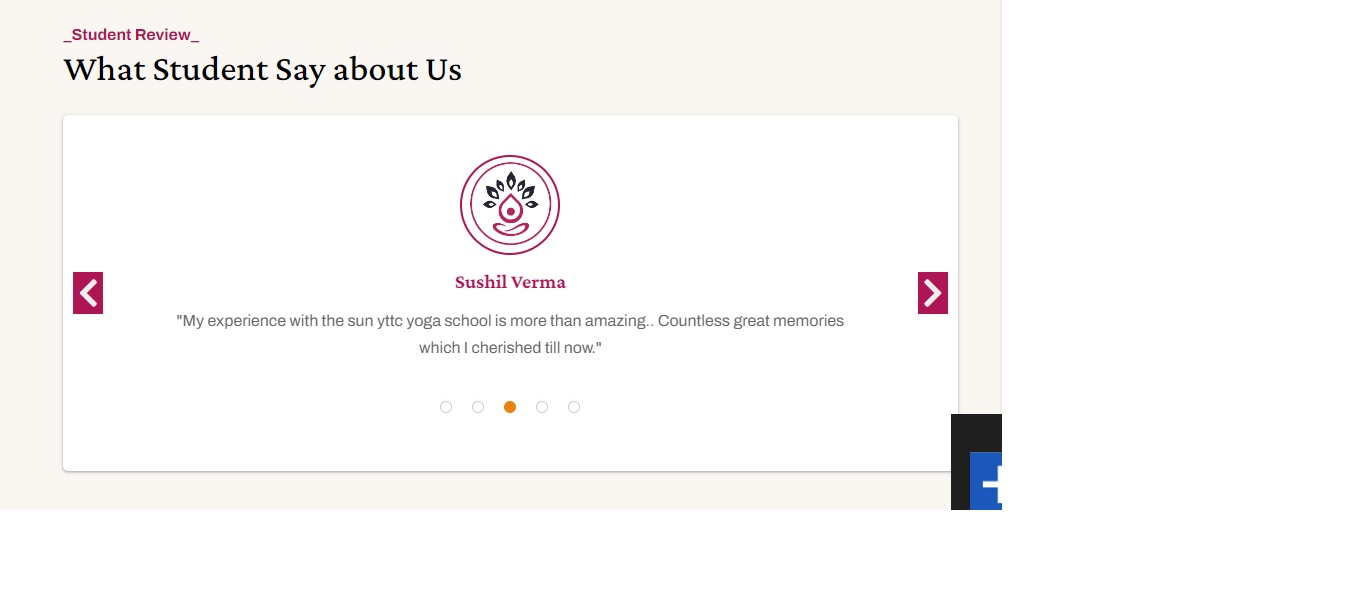 _Student Review_
What Student Say about Us
Sushil Verma
"My experience with the sun yttc yoga school is more than amazing.. Countless great memories
which I cherished till now."